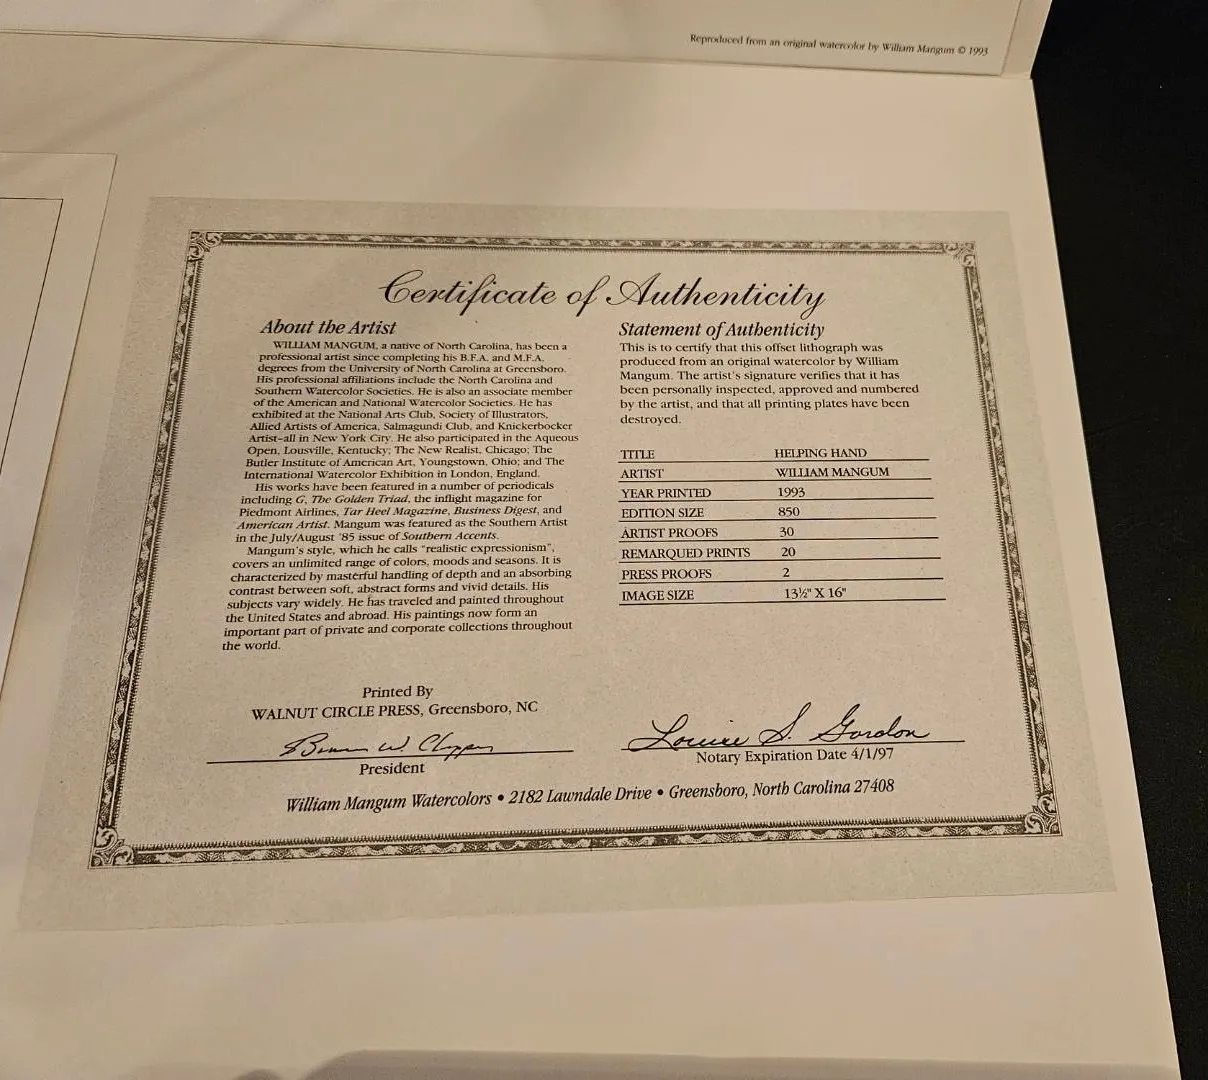 Reproduced from an original watercolor by William Mangum © 1993
Certificate of Authenticity
About the Artist
WILLIAM MANGUM, a native of North Carolina, has been a
professional artist since completing his B.F.A. and M.F.A.
degrees from the University of North Carolina at Greensboro.
His professional affiliations include the North Carolina and
Southern Watercolor Societies. He is also an associate member
of the American and National Watercolor Societies. He has
exhibited at the National Arts Club, Society of Illustrators,
Allied Artists of America, Salmagundi Club, and Knickerbocker
Artist–all in New York City. He also participated in the Aqueous
Open, Lousville, Kentucky; The New Realist, Chicago; The
Butler Institute of American Art, Youngstown, Ohio; and The
International Watercolor Exhibition in London, England.
His works have been featured in a number of periodicals
including G, The Golden Triad, the inflight magazine for
Piedmont Airlines, Tar Heel Magazine, Business Digest, and
American Artist. Mangum was featured as the Southern Artist
in the July/August '85 issue of Southern Accents.
Mangum's style, which he calls "realistic expressionism",
covers an unlimited range of colors, moods and seasons. It is
characterized by masterful handling of depth and an absorbing
contrast between soft, abstract forms and vivid details. His
subjects vary widely. He has traveled and painted throughout
the United States and abroad. His paintings now form an
important part of private and corporate collections throughout
the world.
Statement of Authenticity
This is to certify that this offset lithograph was
produced from an original watercolor by William
Mangum. The artist's signature verifies that it has
been personally inspected, approved and numbered
by the artist, and that all printing plates have been
destroyed.
TITLE HELPING HAND
ARTIST WILLIAM MANGUM
YEAR PRINTED 1993
EDITION SIZE 850
ARTIST PROOFS 30
REMARQUED PRINTS 20
PRESS PROOFS 2
IMAGE SIZE 13½" X 16"
Printed By
WALNUT CIRCLE PRESS, Greensboro, NC
President
Louise S. Gordon
Notary Expiration Date 4/1/97
William Mangum Watercolors • 2182 Lawndale Drive • Greensboro, North Carolina 27408